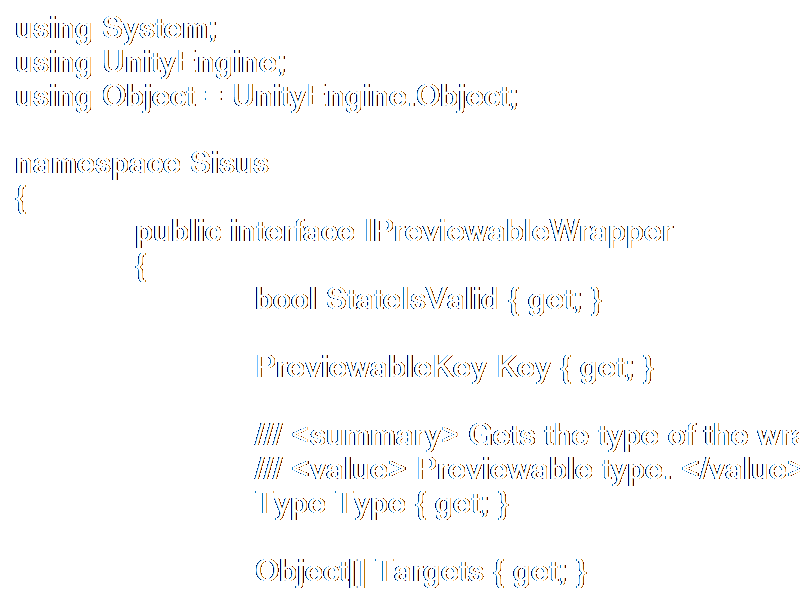 using System;
using UnityEngine;
using Object = UnityEngine.Object;

namespace Sisus
{
public interface IPreviewableWrapper
{
bool StateIsValid { get; }

PreviewableKey Key { get; }

/// <summary> Gets the type of the
/// <value> Previewable type. </value>
Type Type { get; }

Object[] Targets { get; }